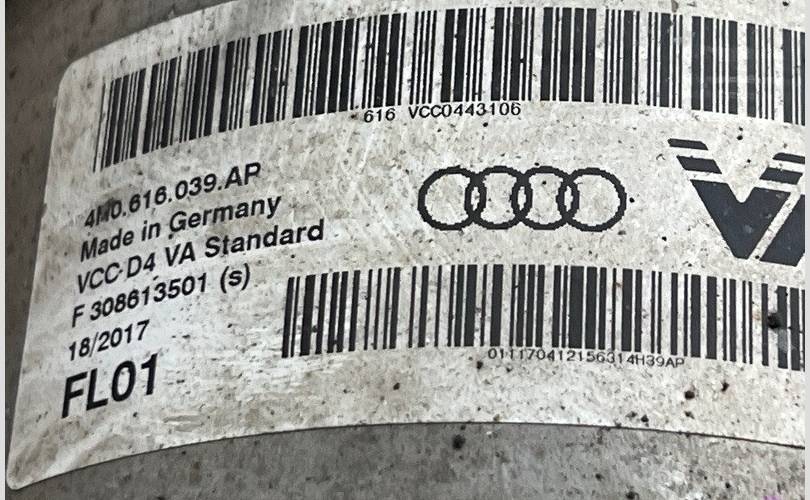 616 VCC0443106
4M0.616.039.AP
Made in Germany
VCC-D4 VA Standard
F 308613501 (s)
18/2017
FL01
011170412156314H39AP